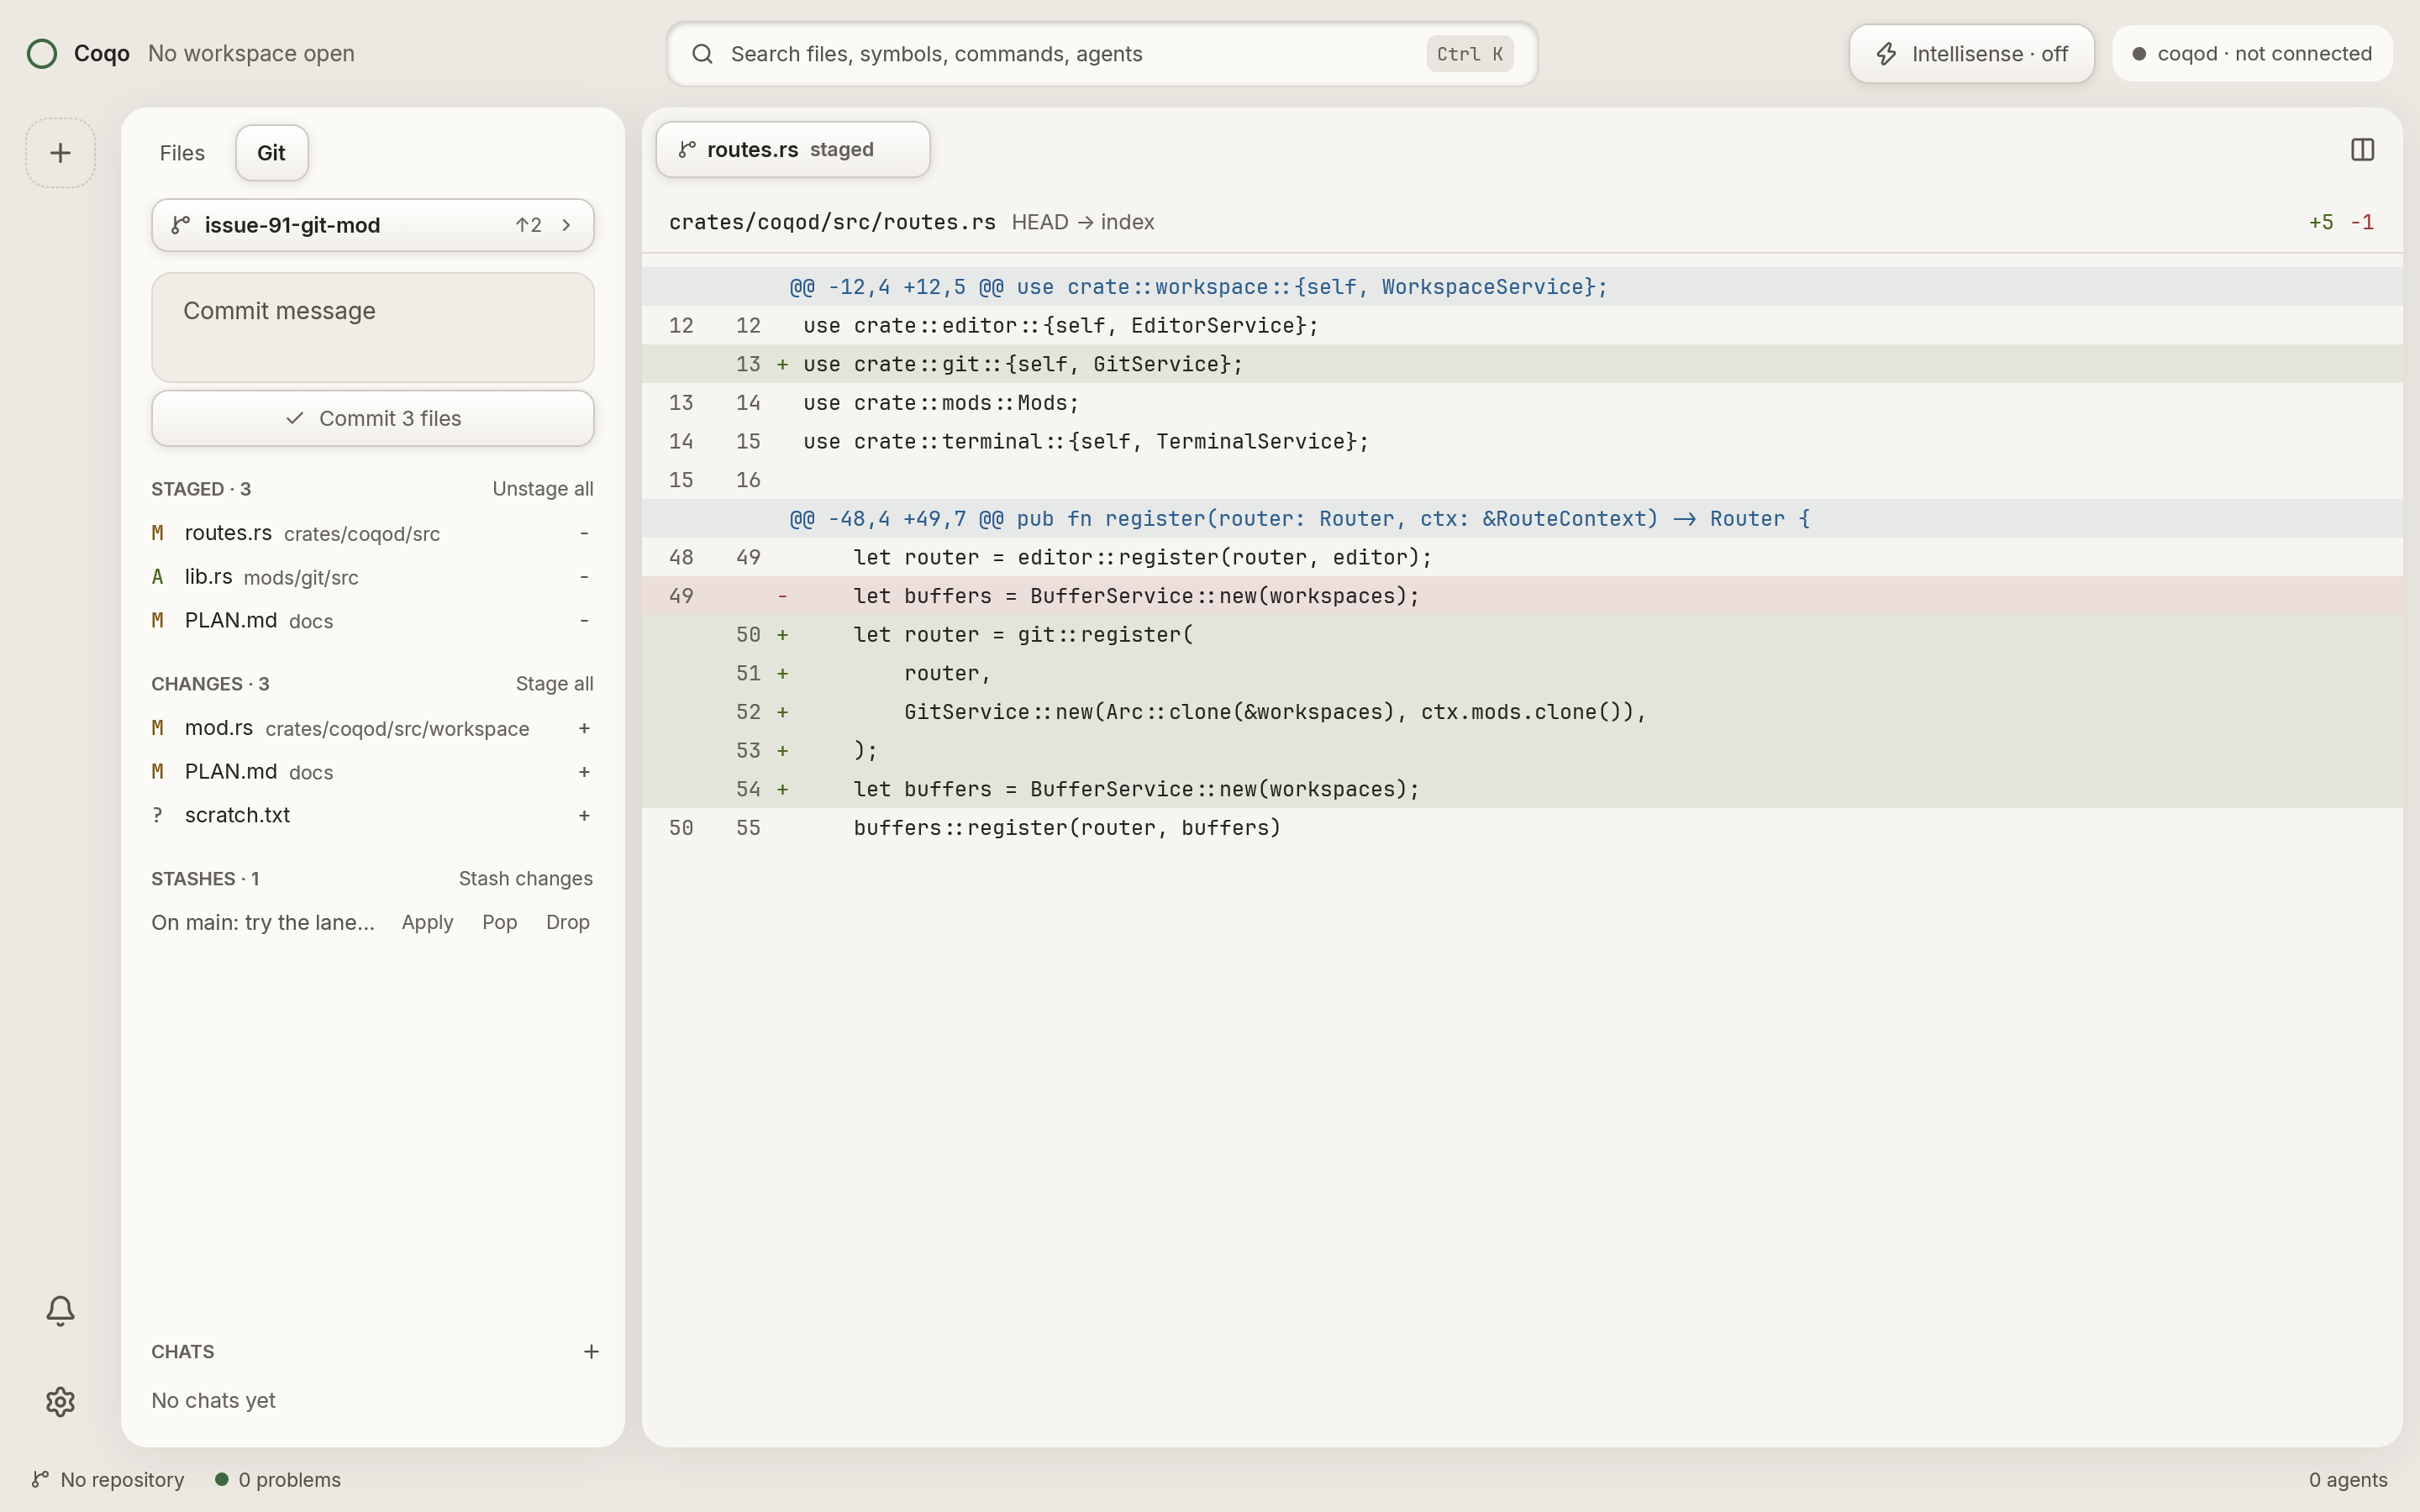 Coqo No workspace open
Search files, symbols, commands, agents Ctrl K
Intellisense · off
coqod · not connected
Files Git
issue-91-git-mod ↑2
Commit message
Commit 3 files
STAGED · 3 Unstage all
M routes.rs crates/coqod/src -
A lib.rs mods/git/src -
M PLAN.md docs -
CHANGES · 3 Stage all
M mod.rs crates/coqod/src/workspace +
M PLAN.md docs +
? scratch.txt +
STASHES · 1 Stash changes
On main: try the lane... Apply Pop Drop
CHATS +
No chats yet
routes.rs staged
crates/coqod/src/routes.rs HEAD → index +5 -1
@@ -12,4 +12,5 @@ use crate::workspace::{self, WorkspaceService};
12 12 use crate::editor::{self, EditorService};
13 + use crate::git::{self, GitService};
13 14 use crate::mods::Mods;
14 15 use crate::terminal::{self, TerminalService};
15 16
@@ -48,4 +49,7 @@ pub fn register(router: Router, ctx: &RouteContext) -> Router {
48 49 let router = editor::register(router, editor);
49 - let buffers = BufferService::new(workspaces);
50 + let router = git::register(
51 + router,
52 + GitService::new(Arc::clone(&workspaces), ctx.mods.clone()),
53 + );
54 + let buffers = BufferService::new(workspaces);
50 55 buffers::register(router, buffers)
No repository 0 problems 0 agents